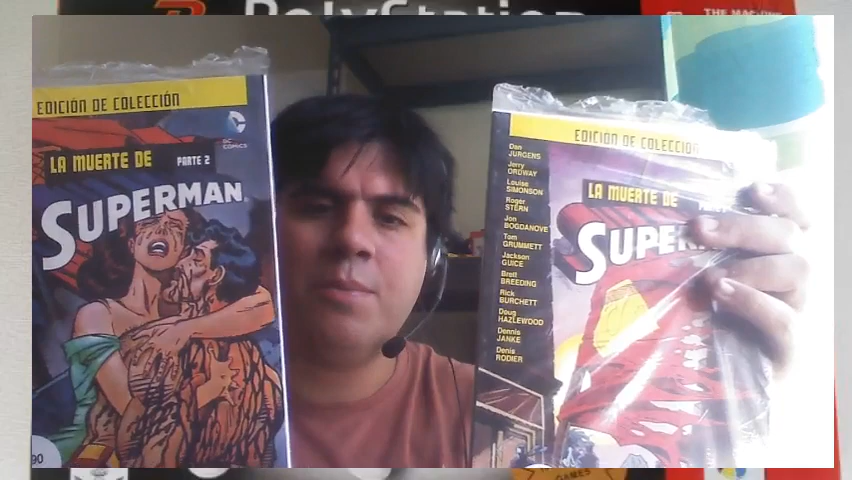 PolyStation
THE MACHINE
EDICIÓN DE COLECCIÓN
DC
COMICS
LA MUERTE DE
PARTE 2
SUPERMAN
90
EDICIÓN DE COLECCIÓN
Dan
JURGENS
Jerry
ORDWAY
Louise
SIMONSON
Roger
STERN
Jon
BOGDANOVE
Tom
GRUMMETT
Jackson
GUICE
Brett
BREEDING
Rick
BURCHETT
Doug
HAZLEWOOD
Dennis
JANKE
Denis
RODIER
LA MUERTE DE
GAMES